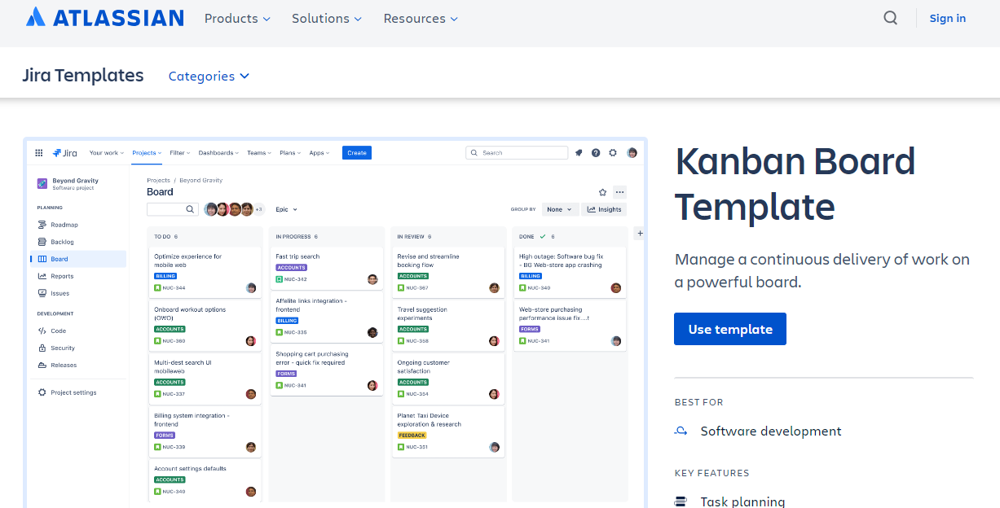 ATLASSIAN Products Solutions Resources Sign in
Jira Templates Categories
Jira Your work Projects Filter Dashboards Teams Plans Apps Create Search
Beyond Gravity
Software project
PLANNING
Roadmap
Backlog
Board
Reports
Issues
DEVELOPMENT
Code
Security
Releases
Project settings
Projects / Beyond Gravity
Board
+3 Epic GROUP BY None Insights
TO DO 6
Optimize experience for
mobile web
BILLING
NUC-344
Onboard workout options
(OWO)
ACCOUNTS
NUC-360
Multi-dest search UI
mobileweb
ACCOUNTS
NUC-337
Billing system integration -
frontend
FORMS
NUC-339
Account settings defaults
ACCOUNTS
NUC-340
IN PROGRESS 6
Fast trip search
ACCOUNTS
NUC-342
Affelite links integration -
frontend
BILLING
NUC-335
Shopping cart purchasing
error - quick fix required
FORMS
NUC-341
IN REVIEW 6
Revise and streamline
booking flow
ACCOUNTS
NUC-367
Travel suggestion
experiments
ACCOUNTS
NUC-358
Ongoing customer
satisfaction
ACCOUNTS
NUC-354
Planet Taxi Device
exploration & research
FEEDBACK
NUC-351
DONE 6
High outage: Software bug fix
- BG Web-store app crashing
BILLING
NUC-340
Web-store purchasing
performance issue fix....t
FORMS
NUC-341
+
Kanban Board
Template
Manage a continuous delivery of work on
a powerful board.
Use template
BEST FOR
Software development
KEY FEATURES
Task planning